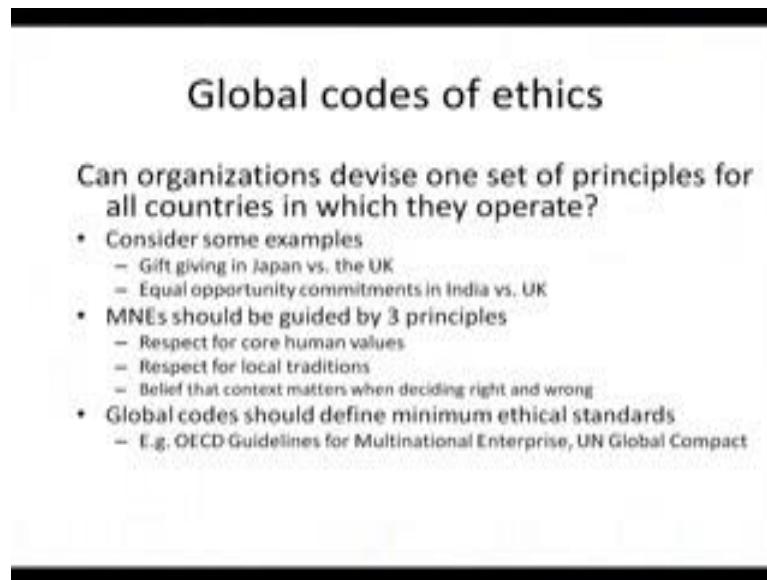 Global codes of ethics
Can organizations devise one set of principles for
all countries in which they operate?
• Consider some examples
– Gift giving in Japan vs. the UK
– Equal opportunity commitments in India vs. UK
• MNEs should be guided by 3 principles
– Respect for core human values
– Respect for local traditions
– Belief that context matters when deciding right and wrong
• Global codes should define minimum ethical standards
– E.g. OECD Guidelines for Multinational Enterprise, UN Global Compact